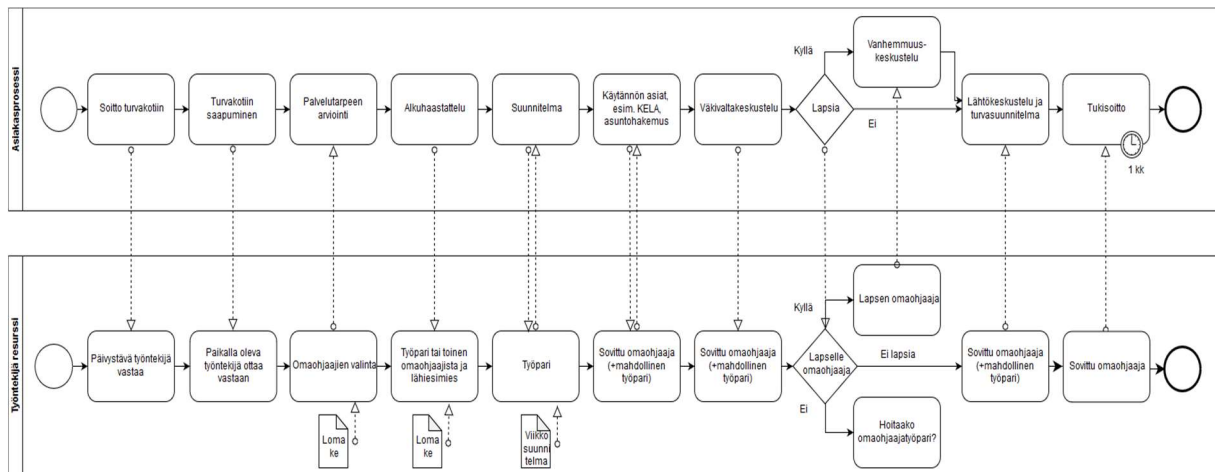 Asiakasprosessi
Soitto turvakotiin
Turvakotiin
saapuminen
Palvelutarpeen
arviointi
Alkuhaastattelu
Suunnitelma
Käytännön asiat,
esim. KELA,
asuntohakemus
Väkivaltakeskustelu
Lapsia
Kyllä
Ei
Vanhemmuus-
keskustelu
Lähtökeskustelu ja
turvasuunnitelma
Tukisoitto
1 kk
Työntekijä resurssi
Päivystävä työntekijä
vastaa
Paikalla oleva
työntekijä ottaa
vastaan
Omaohjaajien valinta
Työpari tai toinen
omaohjaajista ja
lähiesimies
Työpari
Sovittu omaohjaaja
(+mahdollinen
työpari)
Sovittu omaohjaaja
(+mahdollinen
työpari)
Lapselle
omaohjaaja
Kyllä
Ei lapsia
Ei
Lapsen omaohjaaja
Hoitaako
omaohjaajatyöpari?
Sovittu omaohjaaja
(+mahdollinen
työpari)
Sovittu omaohjaaja
Loma
ke
Loma
ke
Viikko
suunni
telma